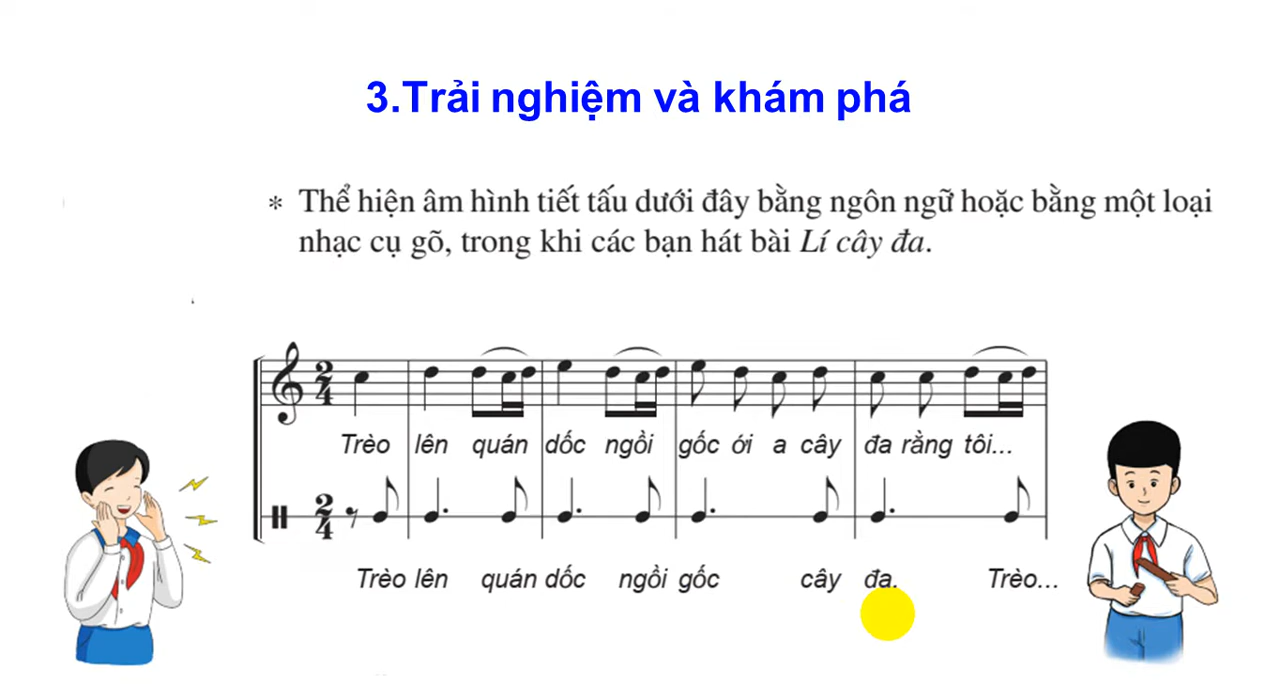 3.Trải nghiệm và khám phá
* Thể hiện âm hình tiết tấu dưới đây bằng ngôn ngữ hoặc bằng một loại
nhạc cụ gõ, trong khi các bạn hát bài Lí cây đa.
2
4
Trèo lên quán dốc ngồi gốc ới a cây đa rằng tôi...
2
4
Trèo lên quán dốc ngồi gốc cây đa. Trèo...